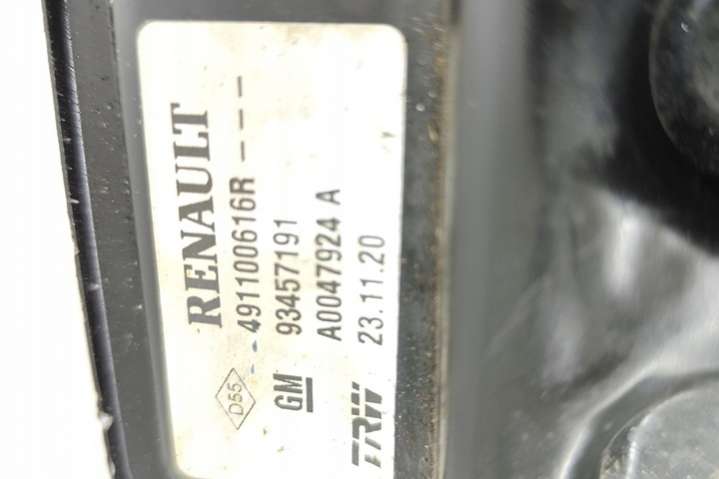 RENAULT
D55 491100616R ---
GM 93457191
A0047924 A
TRW 23.11.20